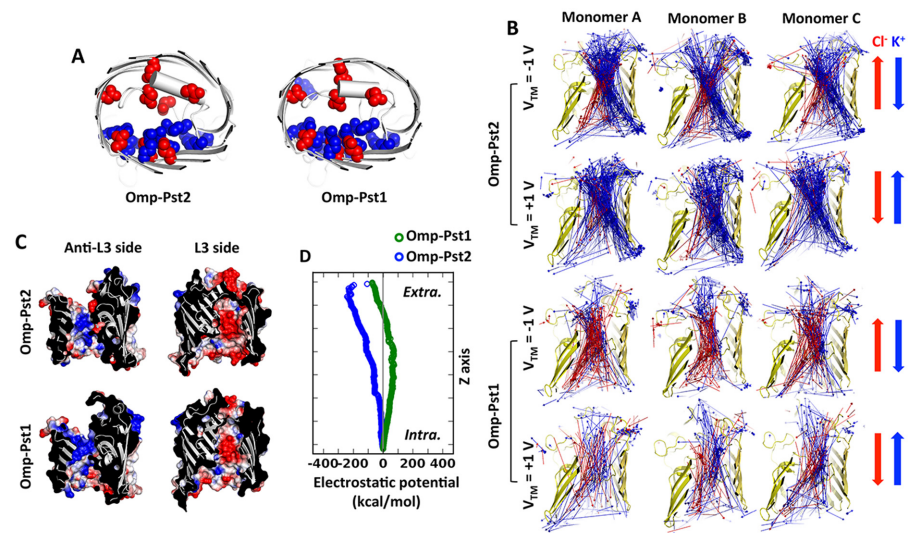 A
Omp-Pst2
Omp-Pst1
B
Monomer A
Monomer B
Monomer C
Cl⁻ K⁺
Omp-Pst2
V_TM = -1 V
V_TM = +1 V
Omp-Pst1
V_TM = -1 V
V_TM = +1 V
C
Anti-L3 side
L3 side
Omp-Pst2
Omp-Pst1
D
Omp-Pst1
Omp-Pst2
Extra.
Z axis
Intra.
-400 -200 0 200 400
Electrostatic potential
(kcal/mol)